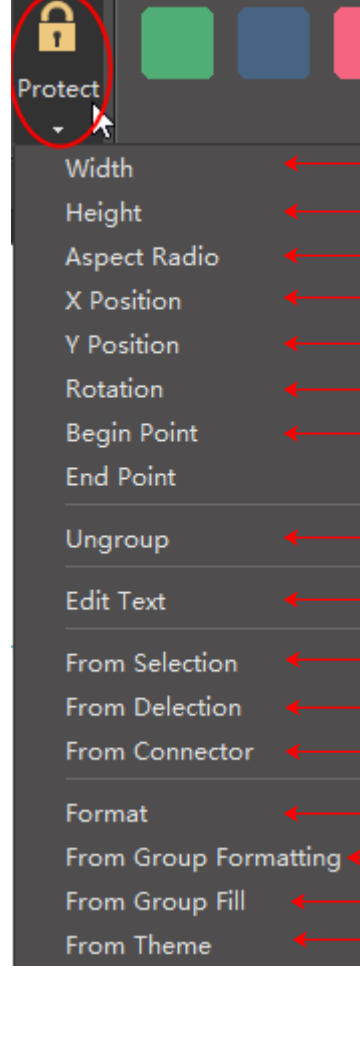 Protect
Width
Height
Aspect Radio
X Position
Y Position
Rotation
Begin Point
End Point
Ungroup
Edit Text
From Selection
From Delection
From Connector
Format
From Group Formatting
From Group Fill
From Theme